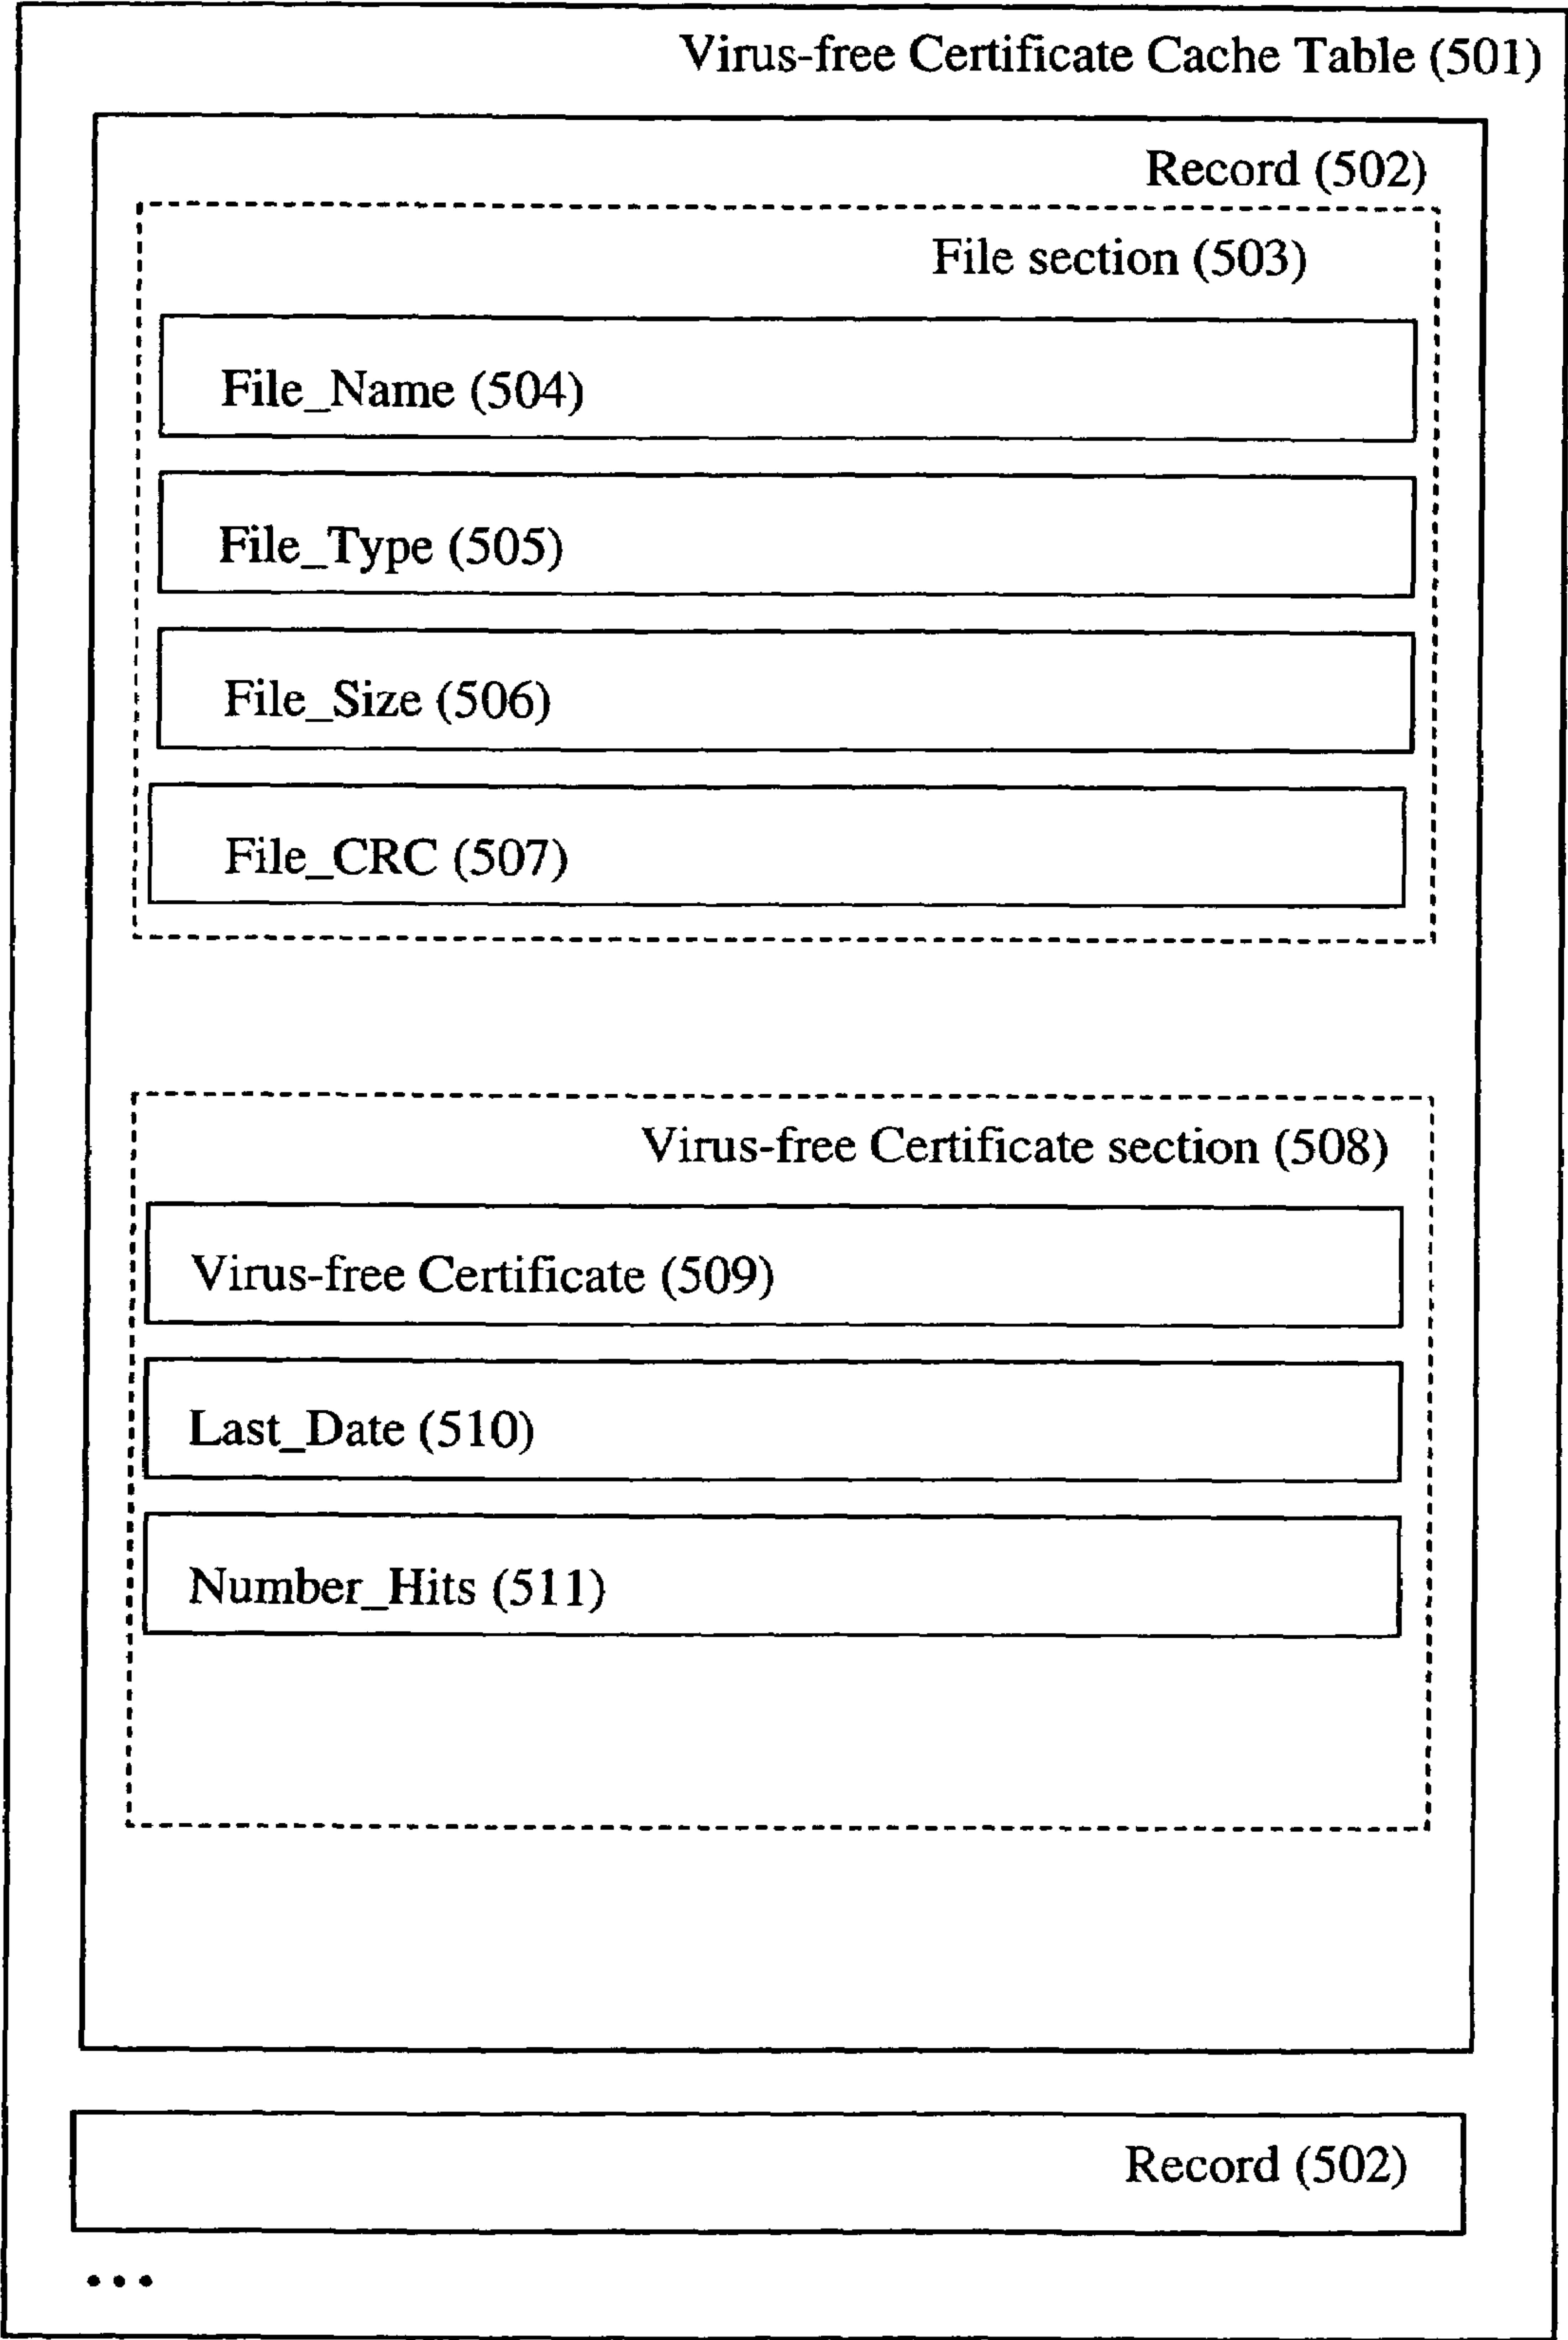 Virus-free Certificate Cache Table (501)
Record (502)
File section (503)
File_Name (504)
File_Type (505)
File_Size (506)
File_CRC (507)
Virus-free Certificate section (508)
Virus-free Certificate (509)
Last_Date (510)
Number_Hits (511)
Record (502)
...